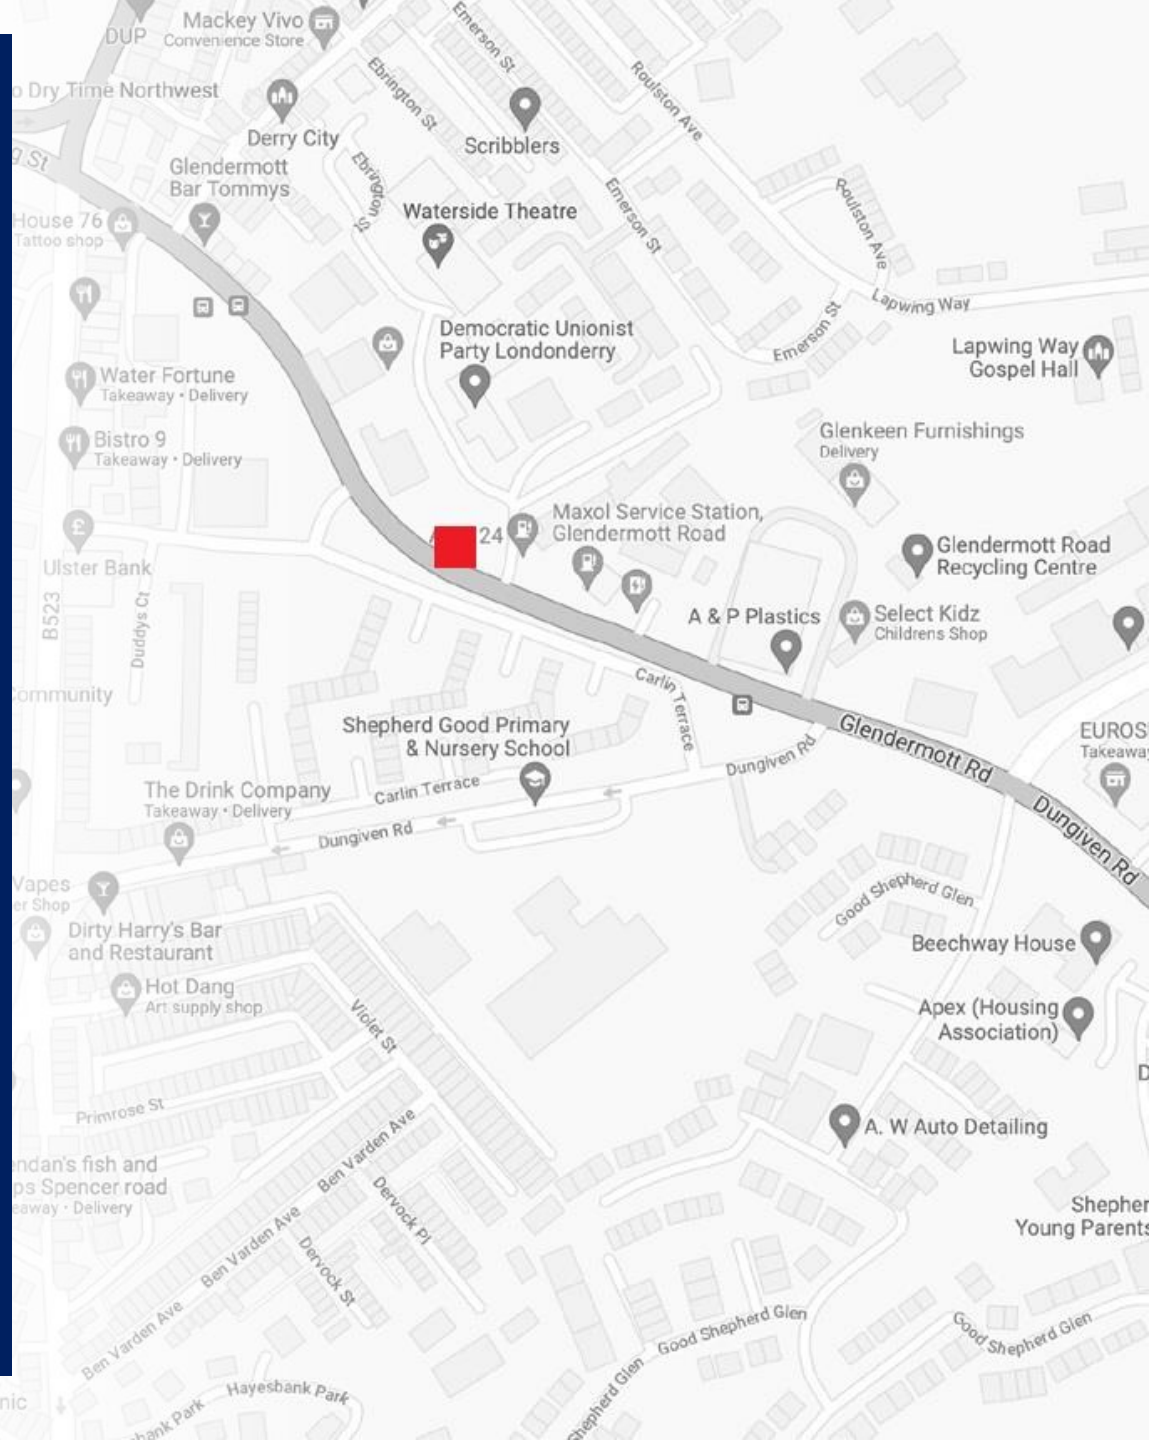 DUP
Mackey Vivo
Convenience Store
Dry Time Northwest
Derry City
Emerson St
Ebrington St
Scribblers
Roulston Ave
Glendermott
Bar Tommys
Ebrington St
Waterside Theatre
Emerson St
Roulston Ave
House 76
Tattoo shop
Lapwing Way
Emerson St
Democratic Unionist
Party Londonderry
Lapwing Way
Gospel Hall
Water Fortune
Takeaway • Delivery
Bistro 9
Takeaway • Delivery
Glenkeen Furnishings
Delivery
Maxol Service Station,
Glendermott Road
24
Ulster Bank
Glendermott Road
Recycling Centre
B523
Duddys Ct
A & P Plastics
Select Kidz
Childrens Shop
Carlin Terrace
Shepherd Good Primary
& Nursery School
Glendermott Rd
Dungiven Rd
Takeaway
The Drink Company
Takeaway • Delivery
Carlin Terrace
Dungiven Rd
Dungiven Rd
Vapes
Shop
Good Shepherd Glen
Dirty Harry's Bar
and Restaurant
Beechway House
Hot Dang
Art supply shop
Violet St
Apex (Housing
Association)
Primrose St
A. W Auto Detailing
Ben Varden Ave
fish and
Spencer road
Delivery
Dervock Pl
Young Parents
Ben Varden Ave
Dervock St
Good Shepherd Glen
Good Shepherd Glen
Ben Varden Ave
Hayesbank Park
Park
Shepherd Glen